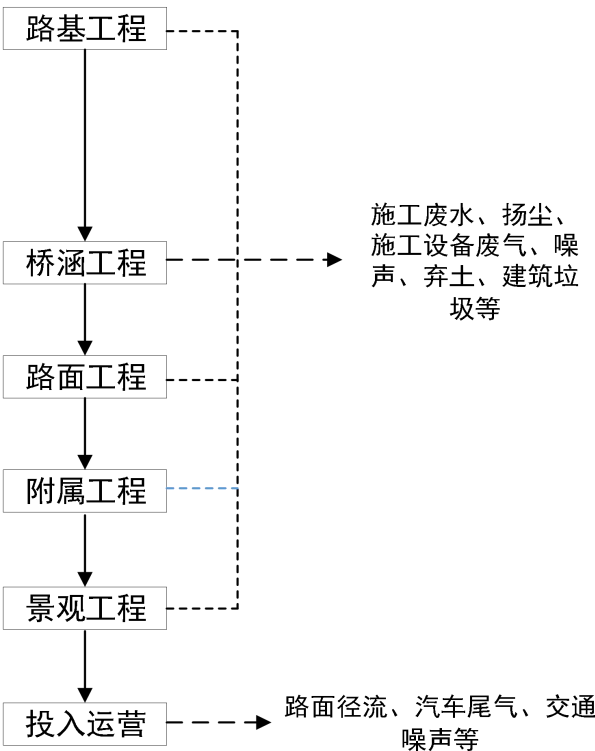 路基工程
施工废水、扬尘、
施工设备废气、噪
声、弃土、建筑垃
圾等
桥涵工程
路面工程
附属工程
景观工程
投入运营
路面径流、汽车尾气、交通
噪声等